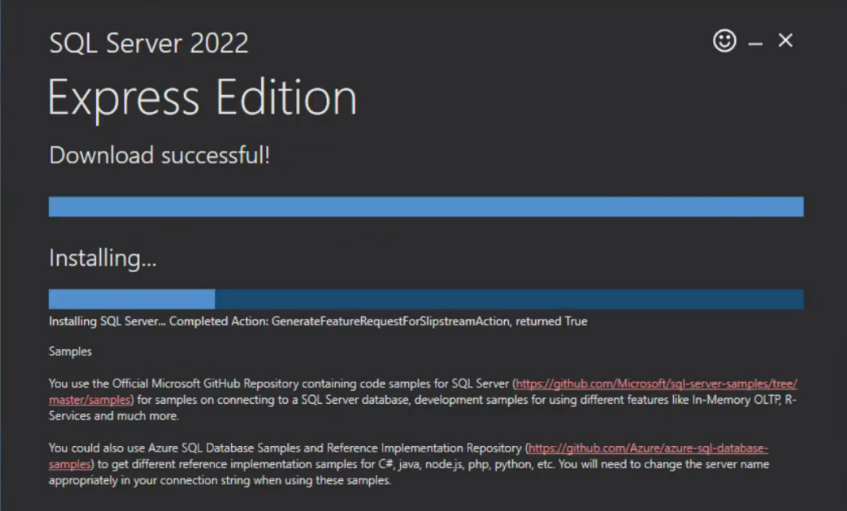 SQL Server 2022
Express Edition
Download successful!
Installing...
Installing SQL Server... Completed Action: GenerateFeatureRequestForSlipstreamAction, returned True
Samples
You use the Official Microsoft GitHub Repository containing code samples for SQL Server (https://github.com/Microsoft/sql-server-samples/tree/
master/samples) for samples on connecting to a SQL Server database, development samples for using different features like In-Memory OLTP, R-
Services and much more.
You could also use Azure SQL Database Samples and Reference Implementation Repository (https://github.com/Azure/azure-sql-database-
samples) to get different reference implementation samples for C#, java, node.js, php, python, etc. You will need to change the server name
appropriately in your connection string when using these samples.